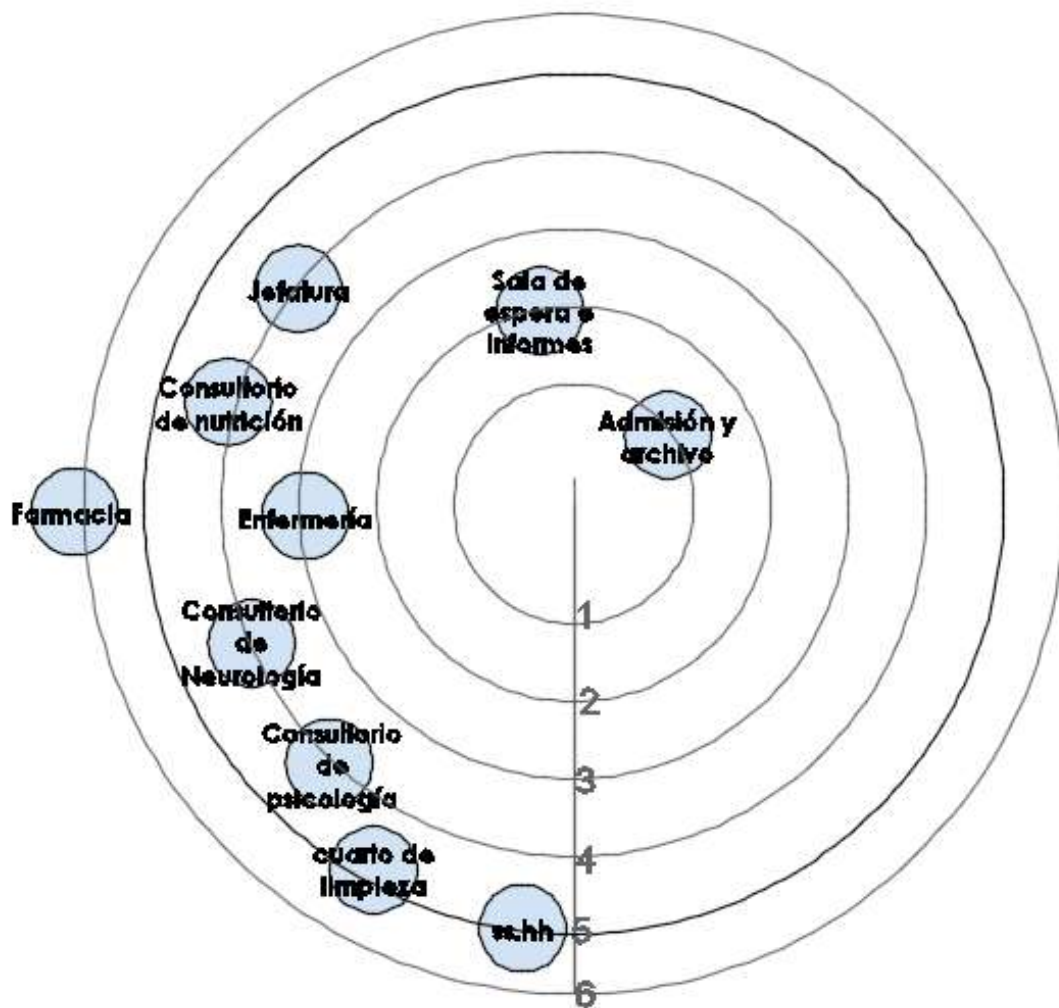 Sala de
espera e
informes
Jefatura
Admisión y
archivo
Consultorio
de nutrición
Farmacia
Enfermería
Consultorio
de
Neurología
Consultorio
de
psicología
cuarto de
limpieza
ss.hh
1
2
3
4
5
6